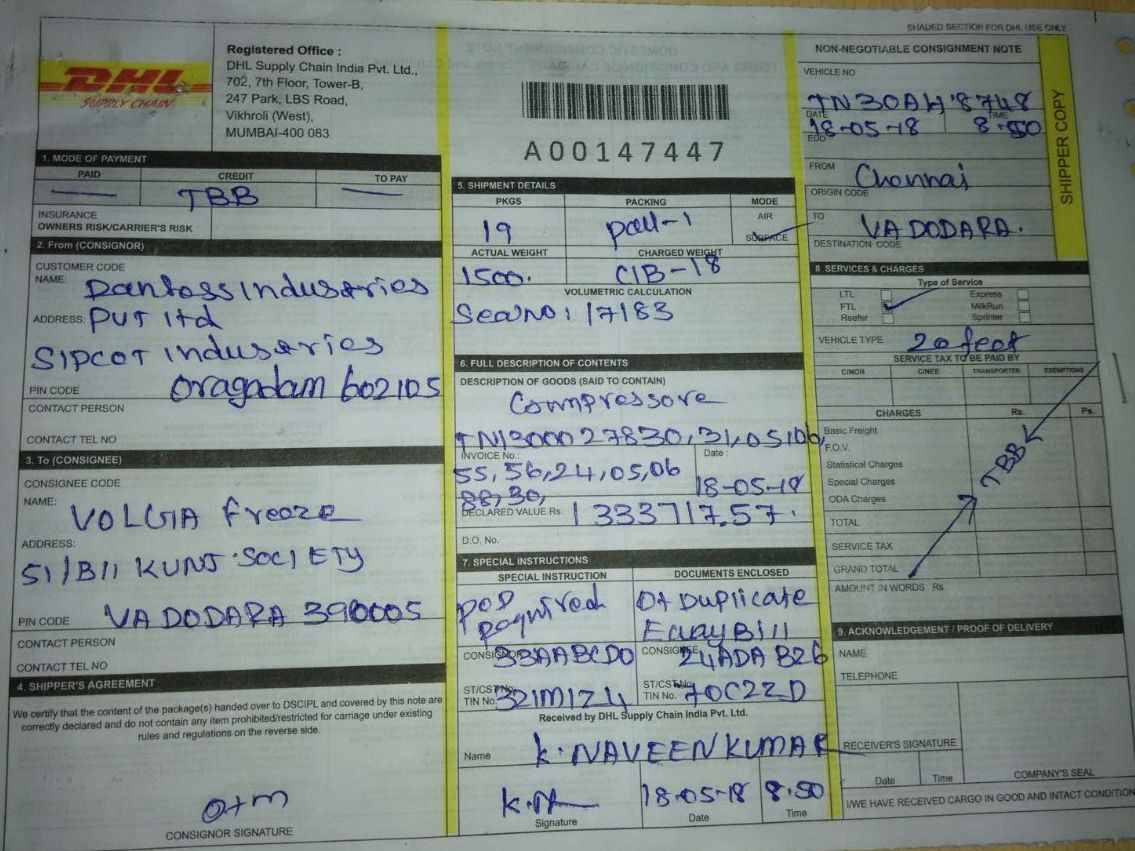 SHADED SECTION FOR DHL USE ONLY
DHL
SUPPLY CHAIN
Registered Office :
DHL Supply Chain India Pvt. Ltd.,
702, 7th Floor, Tower-B,
247 Park, LBS Road,
Vikhroli (West),
MUMBAI-400 083
A00147447
NON-NEGOTIABLE CONSIGNMENT NOTE
VEHICLE NO
TN30AH'8748
DATE TIME
18-05-18 8-50
EDD
FROM Chennai
ORIGIN CODE
TO VADODARA.
DESTINATION CODE
SHIPPER COPY
1. MODE OF PAYMENT
PAID CREDIT TO PAY
TBB
INSURANCE
OWNERS RISK/CARRIER'S RISK
2. From (CONSIGNOR)
CUSTOMER CODE
NAME: Danfoss Industries
ADDRESS: PVT ltd
SIPCOT industries
PIN CODE Oragadam 602105
CONTACT PERSON
CONTACT TEL NO
3. To (CONSIGNEE)
CONSIGNEE CODE
NAME: VOLGA Freeze
ADDRESS:
51/B11 KUNJ SOCIETY
PIN CODE VADODARA 390005
CONTACT PERSON
CONTACT TEL NO
4. SHIPPER'S AGREEMENT
We certify that the content of the package(s) handed over to DSCIPL and covered by this note are
correctly declared and do not contain any item prohibited/restricted for carriage under existing
rules and regulations on the reverse side.
CONSIGNOR SIGNATURE
5. SHIPMENT DETAILS
PKGS PACKING MODE
19 AIR
SURFACE
ACTUAL WEIGHT CHARGED WEIGHT
1500. CIB-18
VOLUMETRIC CALCULATION
Seal no: 17183
6. FULL DESCRIPTION OF CONTENTS
DESCRIPTION OF GOODS (SAID TO CONTAIN)
Compressore
TN1300027830,31,05,06,
INVOICE No.: Date :
55,56,24,05,06
88,30, 18-05-18
DECLARED VALUE Rs. 1333717.57.
D.O. No.
7. SPECIAL INSTRUCTIONS
SPECIAL INSTRUCTION DOCUMENTS ENCLOSED
POD Duplicate
Required Eway Bill
CONSIGNOR 33AABCD0 CONSIGNEE 24ADAB26
ST/CST No. ST/CST No.
TIN No. 321M1Z4 TIN No. 70C2ZD
Received by DHL Supply Chain India Pvt. Ltd.
Name K. NAVEENKUMAR
18-05-18 8-50
Signature Date Time
8 SERVICES & CHARGES
Type of Service
LTL Express
FTL MilkRun
Reefer Sprinter
VEHICLE TYPE 20 feet
SERVICE TAX TO BE PAID BY
C/NOR C/NEE TRANSPORTER EXEMPTIONS
CHARGES Rs. Ps.
Basic Freight
F.O.V.
Statistical Charges
Special Charges
ODA Charges
TBB
TOTAL
SERVICE TAX
GRAND TOTAL
AMOUNT IN WORDS Rs
9. ACKNOWLEDGEMENT / PROOF OF DELIVERY
NAME
TELEPHONE
RECEIVER'S SIGNATURE
Date Time COMPANY'S SEAL
I/WE HAVE RECEIVED CARGO IN GOOD AND INTACT CONDITION